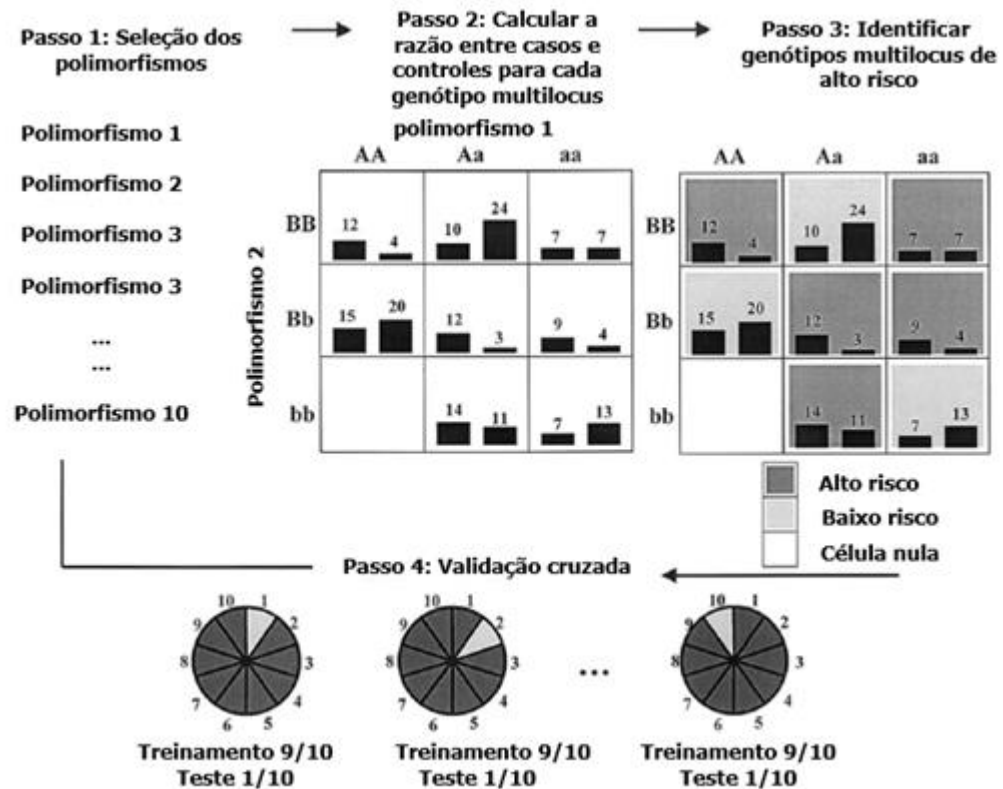 Passo 1: Seleção dos
polimorfismos
Polimorfismo 1
Polimorfismo 2
Polimorfismo 3
Polimorfismo 3
...
...
Polimorfismo 10
Passo 2: Calcular a
razão entre casos e
controles para cada
genótipo multilocus
polimorfismo 1
AA Aa aa
Polimorfismo 2
BB
12 4 10 24 7 7
Bb
15 20 12 3 9 4
bb
14 11 7 13
Passo 3: Identificar
genótipos multilocus de
alto risco
AA Aa aa
BB
12 4 10 24 7 7
Bb
15 20 12 3 9 4
bb
14 11 7 13
Alto risco
Baixo risco
Célula nula
Passo 4: Validação cruzada
1 2 3 4 5 6 7 8 9 10
Treinamento 9/10
Teste 1/10
1 2 3 4 5 6 7 8 9 10
Treinamento 9/10
Teste 1/10
...
1 2 3 4 5 6 7 8 9 10
Treinamento 9/10
Teste 1/10